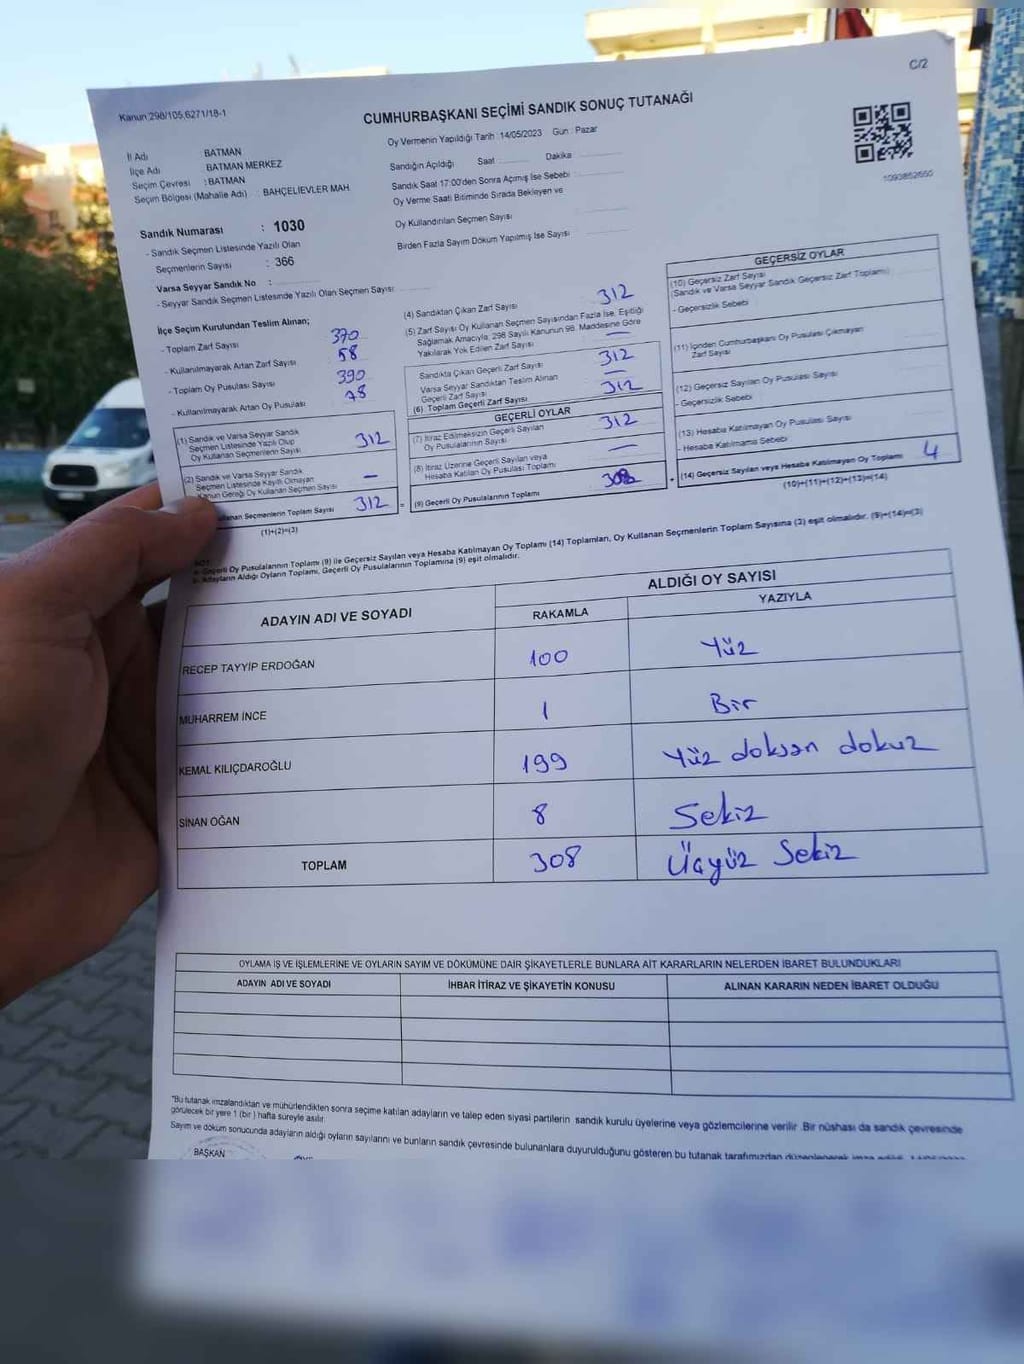 C/2
Kanun 298/105,6271/18-1
CUMHURBAŞKANI SEÇİMİ SANDIK SONUÇ TUTANAĞI
Oy Vermenin Yapıldığı Tarih :14/05/2023 Gün : Pazar
İl Adı BATMAN
İlçe Adı BATMAN MERKEZ
Seçim Çevresi : BATMAN
Seçim Bölgesi (Mahalle Adı) : BAHÇELİEVLER MAH
Sandığın Açıldığı Saat Dakika
Sandık Saat 17:00'den Sonra Açımış İse Sebebi
Oy Verme Saati Bitiminde Sırada Bekleyen ve
Oy Kullandırılan Seçmen Sayısı
Birden Fazla Sayım Döküm Yapılmış İse Sayısı
1093862660
Sandık Numarası : 1030
- Sandık Seçmen Listesinde Yazılı Olan
Seçmenlerin Sayısı : 366
Varsa Seyyar Sandık No :
- Seyyar Sandık Seçmen Listesinde Yazılı Olan Seçmen Sayısı
İlçe Seçim Kurulundan Teslim Alınan;
- Toplam Zarf Sayısı 370
- Kullanılmayarak Artan Zarf Sayısı 58
- Toplam Oy Pusulası Sayısı 390
- Kullanılmayarak Artan Oy Pusulası 78
(1) Sandık ve Varsa Seyyar Sandık
Seçmen Listesinde Yazılı Olup
Oy Kullanan Seçmenlerin Sayısı 312
(2) Sandık ve Varsa Seyyar Sandık
Seçmen Listesinde Kayıtlı Olmayan
Kanun Gereği Oy Kullanan Seçmen Sayısı —
Seçmenlerin Toplam Sayısı 312 =
(1)+(2)=(3)
(4) Sandıktan Çıkan Zarf Sayısı 312
(5) Zarf Sayısı Oy Kullanan Seçmen Sayısından Fazla İse, Eşitliği
Sağlamak Amacıyla, 298 Sayılı Kanunun 98. Maddesine Göre
Yakılarak Yok Edilen Zarf Sayısı —
Sandıkta Çıkan Geçerli Zarf Sayısı 312
Varsa Seyyar Sandıktan Teslim Alınan
Geçerli Zarf Sayısı —
(6) Toplam Geçerli Zarf Sayısı 312
GEÇERLİ OYLAR
(7) İtiraz Edilmeksizin Geçerli Sayılan
Oy Pusulalarının Sayısı 312
(8) İtiraz Üzerine Geçerli Sayılan veya
Hesaba Katılan Oy Pusulası Toplamı —
(9) Geçerli Oy Pusulalarının Toplamı 308 +
GEÇERSİZ OYLAR
(10) Geçersiz Zarf Sayısı
(Sandık ve Varsa Seyyar Sandık Geçersiz Zarf Toplamı)
- Geçersizlik Sebebi
(11) İçinden Cumhurbaşkanı Oy Pusulası Çıkmayan
Zarf Sayısı
(12) Geçersiz Sayılan Oy Pusulası Sayısı
- Geçersizlik Sebebi
(13) Hesaba Katılmayan Oy Pusulası Sayısı
- Hesaba Katılmama Sebebi
(14) Geçersiz Sayılan veya Hesaba Katılmayan Oy Toplamı 4
(10)+(11)+(12)+(13)=(14)
Geçerli Oy Pusulalarının Toplamı (9) ile Geçersiz Sayılan veya Hesaba Katılmayan Oy Toplamı (14) Toplamları, Oy Kullanan Seçmenlerin Toplam Sayısına (3) eşit olmalıdır. (9)+(14)=(3)
Adayların Aldığı Oyların Toplamı, Geçerli Oy Pusulalarının Toplamına (9) eşit olmalıdır.
ADAYIN ADI VE SOYADI ALDIĞI OY SAYISI
RAKAMLA YAZIYLA
RECEP TAYYİP ERDOĞAN 100 Yüz
MUHARREM İNCE 1 Bir
KEMAL KILIÇDAROĞLU 199 Yüz doksan dokuz
SİNAN OĞAN 8 Sekiz
TOPLAM 308 Üçyüz Sekiz
OYLAMA İŞ VE İŞLEMLERİNE VE OYLARIN SAYIM VE DÖKÜMÜNE DAİR ŞİKAYETLERLE BUNLARA AİT KARARLARIN NELERDEN İBARET BULUNDUKLARI
ADAYIN ADI VE SOYADI İHBAR İTİRAZ VE ŞİKAYETİN KONUSU ALINAN KARARIN NEDEN İBARET OLDUĞU
"Bu tutanak imzalandıktan ve mühürlendikten sonra seçime katılan adayların ve talep eden siyasi partilerin sandık kurulu üyelerine veya gözlemcilerine verilir .Bir nüshası da sandık çevresinde
görülecek bir yere 1 (bir ) hafta süreyle asılır.
Sayım ve döküm sonucunda adayların aldığı oyların sayılarını ve bunların sandık çevresinde bulunanlara duyurulduğunu gösteren bu tutanak tarafımızdan düzenlenerek imza edildi.
BAŞKAN